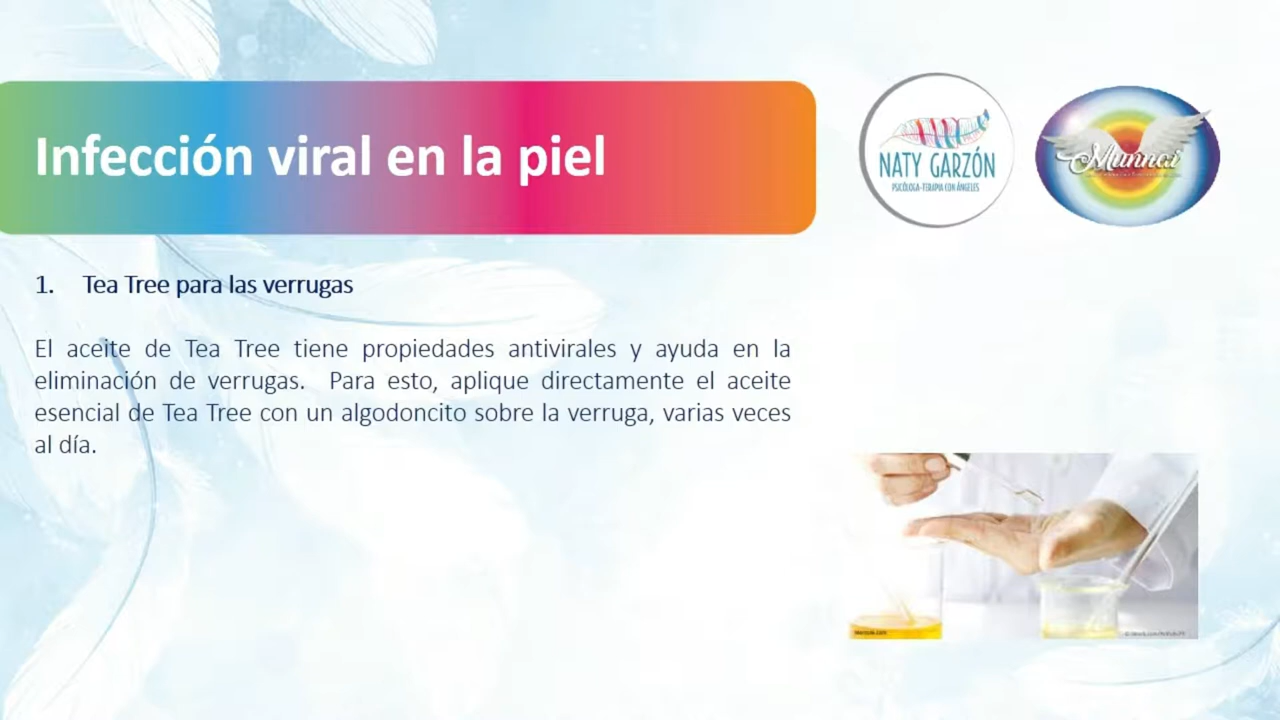 Infección viral en la piel
NATY GARZÓN
PSICÓLOGA-TERAPIA CON ÁNGELES
Munnai
1. Tea Tree para las verrugas
El aceite de Tea Tree tiene propiedades antivirales y ayuda en la
eliminación de verrugas. Para esto, aplique directamente el aceite
esencial de Tea Tree con un algodoncito sobre la verruga, varias veces
al día.